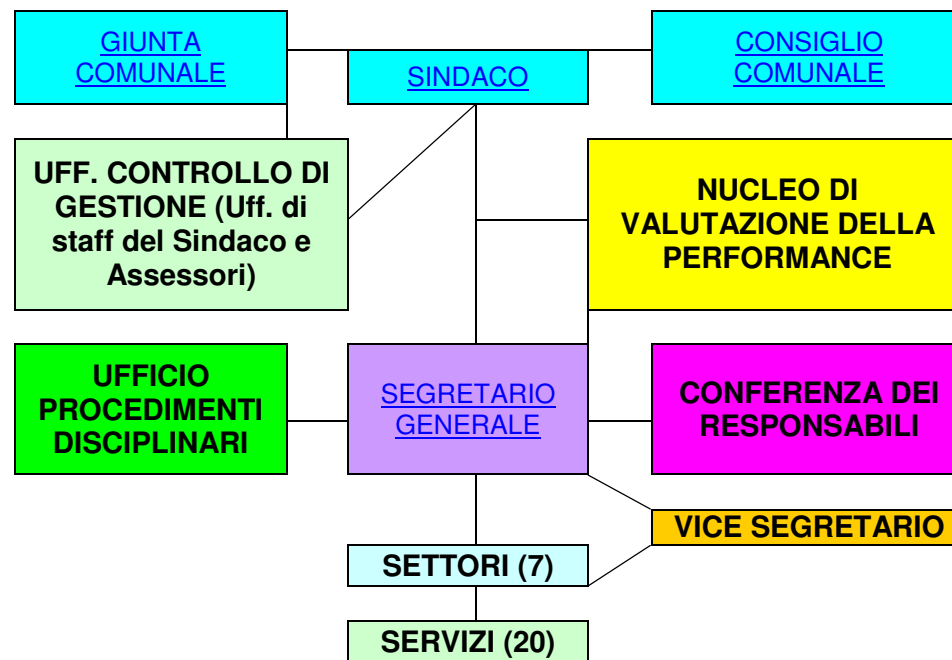 GIUNTA
COMUNALE
SINDACO
CONSIGLIO
COMUNALE
UFF. CONTROLLO DI
GESTIONE (Uff. di
staff del Sindaco e
Assessori)
NUCLEO DI
VALUTAZIONE DELLA
PERFORMANCE
UFFICIO
PROCEDIMENTI
DISCIPLINARI
SEGRETARIO
GENERALE
CONFERENZA DEI
RESPONSABILI
VICE SEGRETARIO
SETTORI (7)
SERVIZI (20)